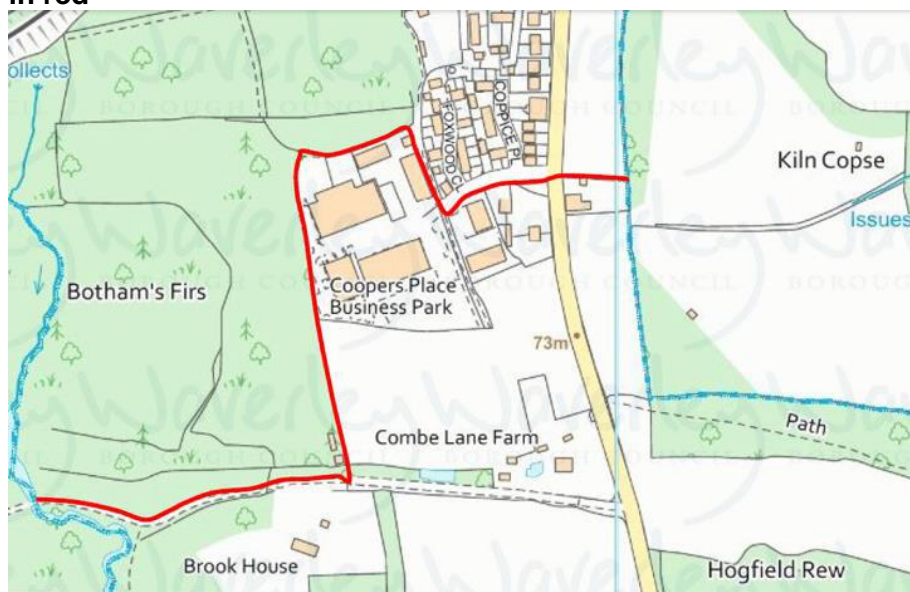 in red
ollects
FOXWOOD CL
COPPICE PL
Kiln Copse
Issues
Botham's Firs
Coopers Place
Business Park
73m
Combe Lane Farm
Path
Brook House
Hogfield Rew
Waverley
BOROUGH COUNCIL